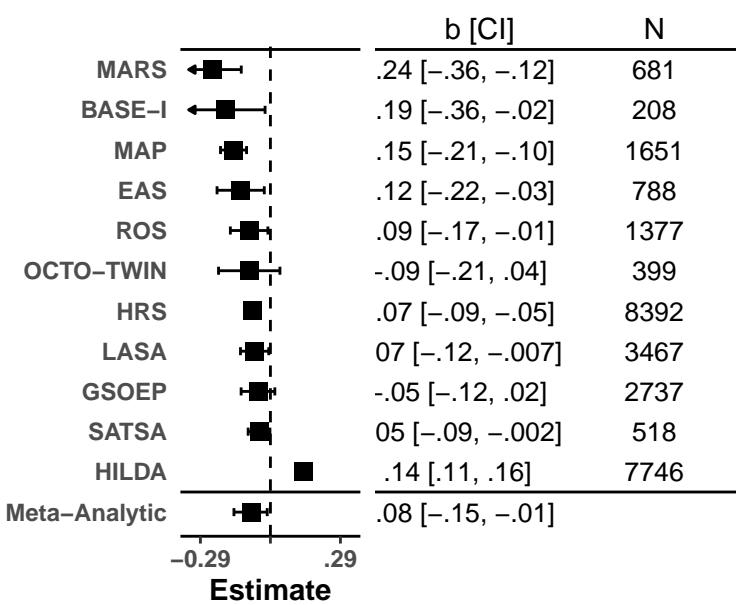 b [CI] N
MARS .24 [−.36, −.12] 681
BASE−I .19 [−.36, −.02] 208
MAP .15 [−.21, −.10] 1651
EAS .12 [−.22, −.03] 788
ROS .09 [−.17, −.01] 1377
OCTO−TWIN -.09 [−.21, .04] 399
HRS .07 [−.09, −.05] 8392
LASA 07 [−.12, −.007] 3467
GSOEP -.05 [−.12, .02] 2737
SATSA 05 [−.09, −.002] 518
HILDA .14 [.11, .16] 7746
Meta−Analytic .08 [−.15, −.01]
−0.29 .29
Estimate